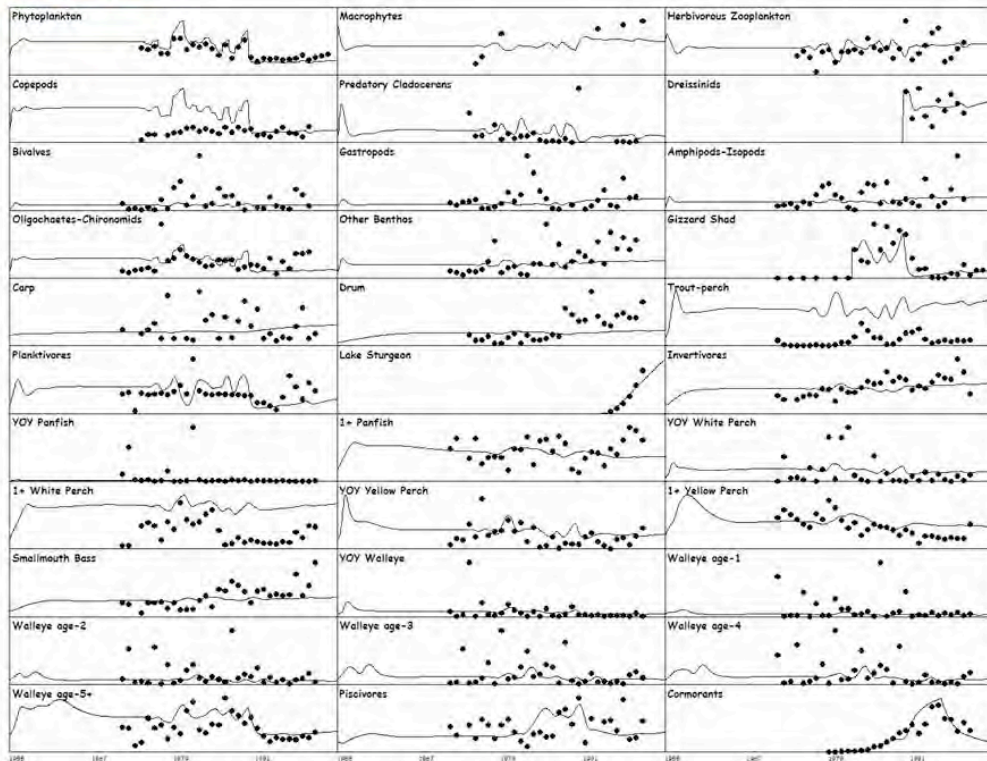 Phytoplankton
Macrophytes
Herbivorous Zooplankton
Copepods
Predatory Cladocerans
Dreissinids
Bivalves
Gastropods
Amphipods-Isopods
Oligochaetes-Chironomids
Other Benthos
Gizzard Shad
Carp
Drum
Trout-perch
Planktivores
Lake Sturgeon
Invertivores
YOY Panfish
1+ Panfish
YOY White Perch
1+ White Perch
YOY Yellow Perch
1+ Yellow Perch
Smallmouth Bass
YOY Walleye
Walleye age-1
Walleye age-2
Walleye age-3
Walleye age-4
Walleye age-5+
Piscivores
Cormorants